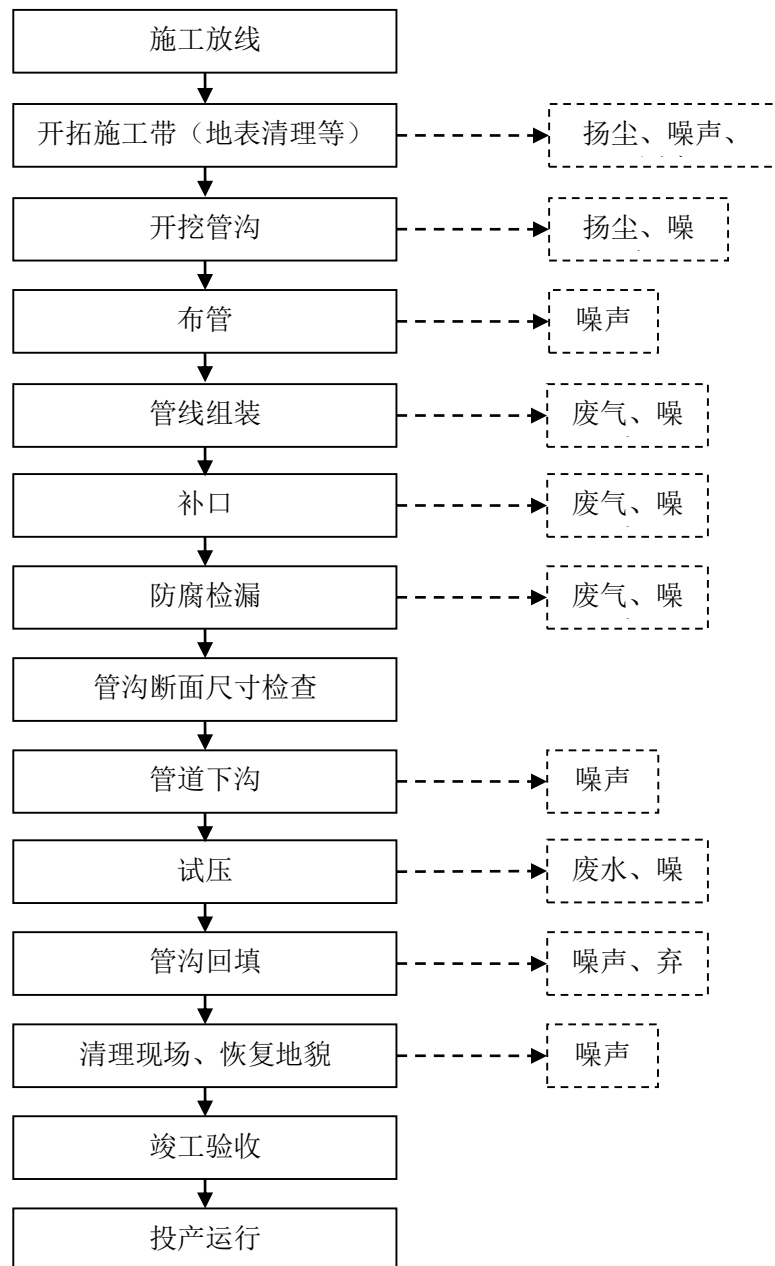 施工放线
开拓施工带（地表清理等）
扬尘、噪声、
开挖管沟
扬尘、噪
布管
噪声
管线组装
废气、噪
补口
废气、噪
防腐检漏
废气、噪
管沟断面尺寸检查
管道下沟
噪声
试压
废水、噪
管沟回填
噪声、弃
清理现场、恢复地貌
噪声
竣工验收
投产运行